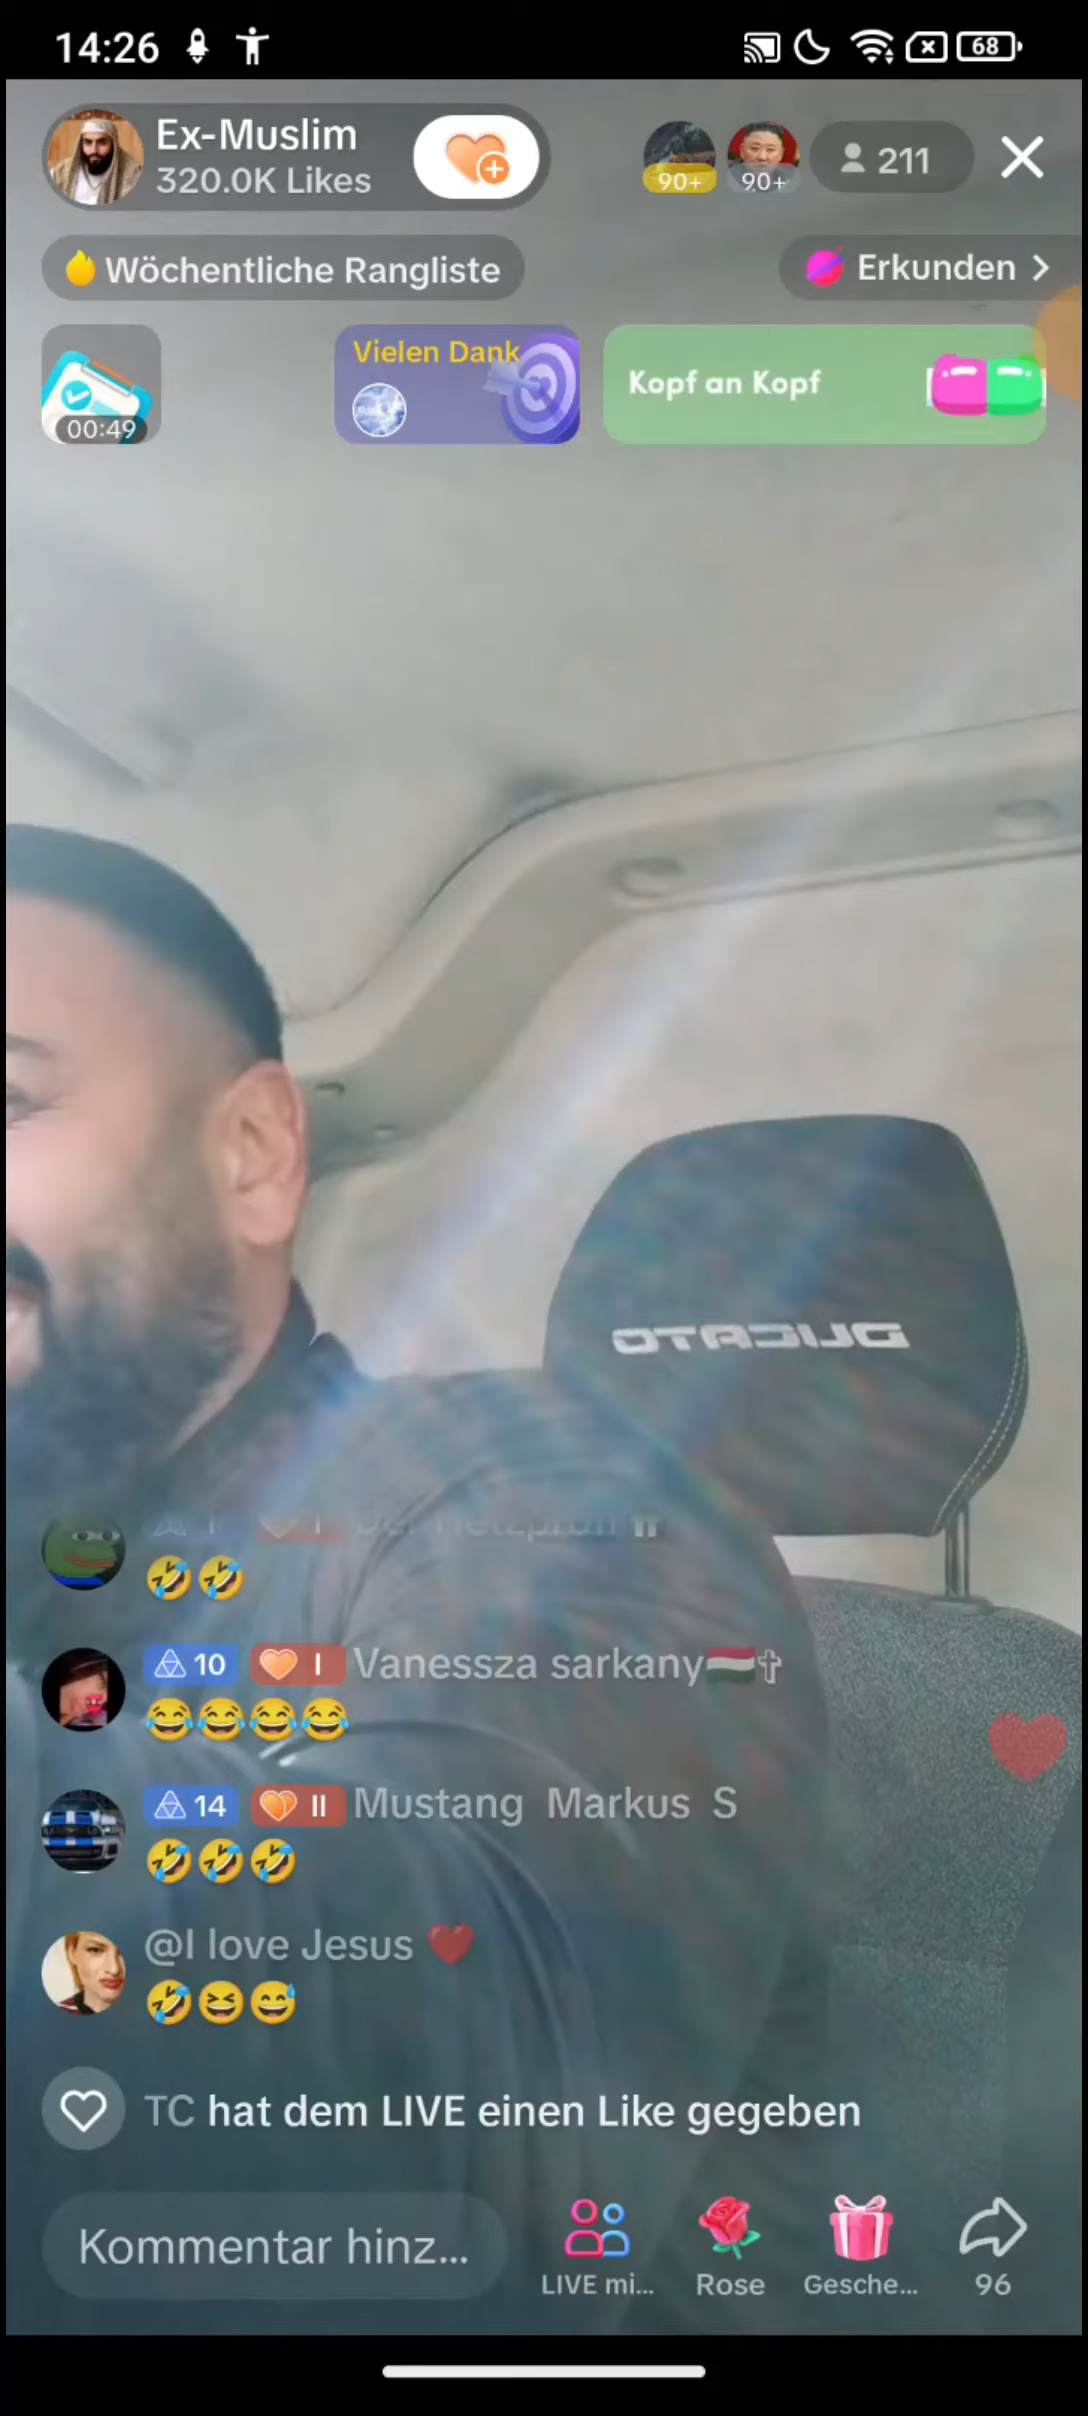 14:26
68
Ex-Muslim
320.0K Likes
90+
90+
211
Wöchentliche Rangliste
Erkunden >
00:49
Vielen Dank
Kopf an Kopf
DUCATO
I
🤣🤣
10 I Vanessza sarkany🇭🇺✝
😂😂😂😂
14 II Mustang Markus S
🤣🤣🤣
@I love Jesus ❤️
🤣😆😅
TC hat dem LIVE einen Like gegeben
Kommentar hinz...
LIVE mi...
Rose
Gesche...
96